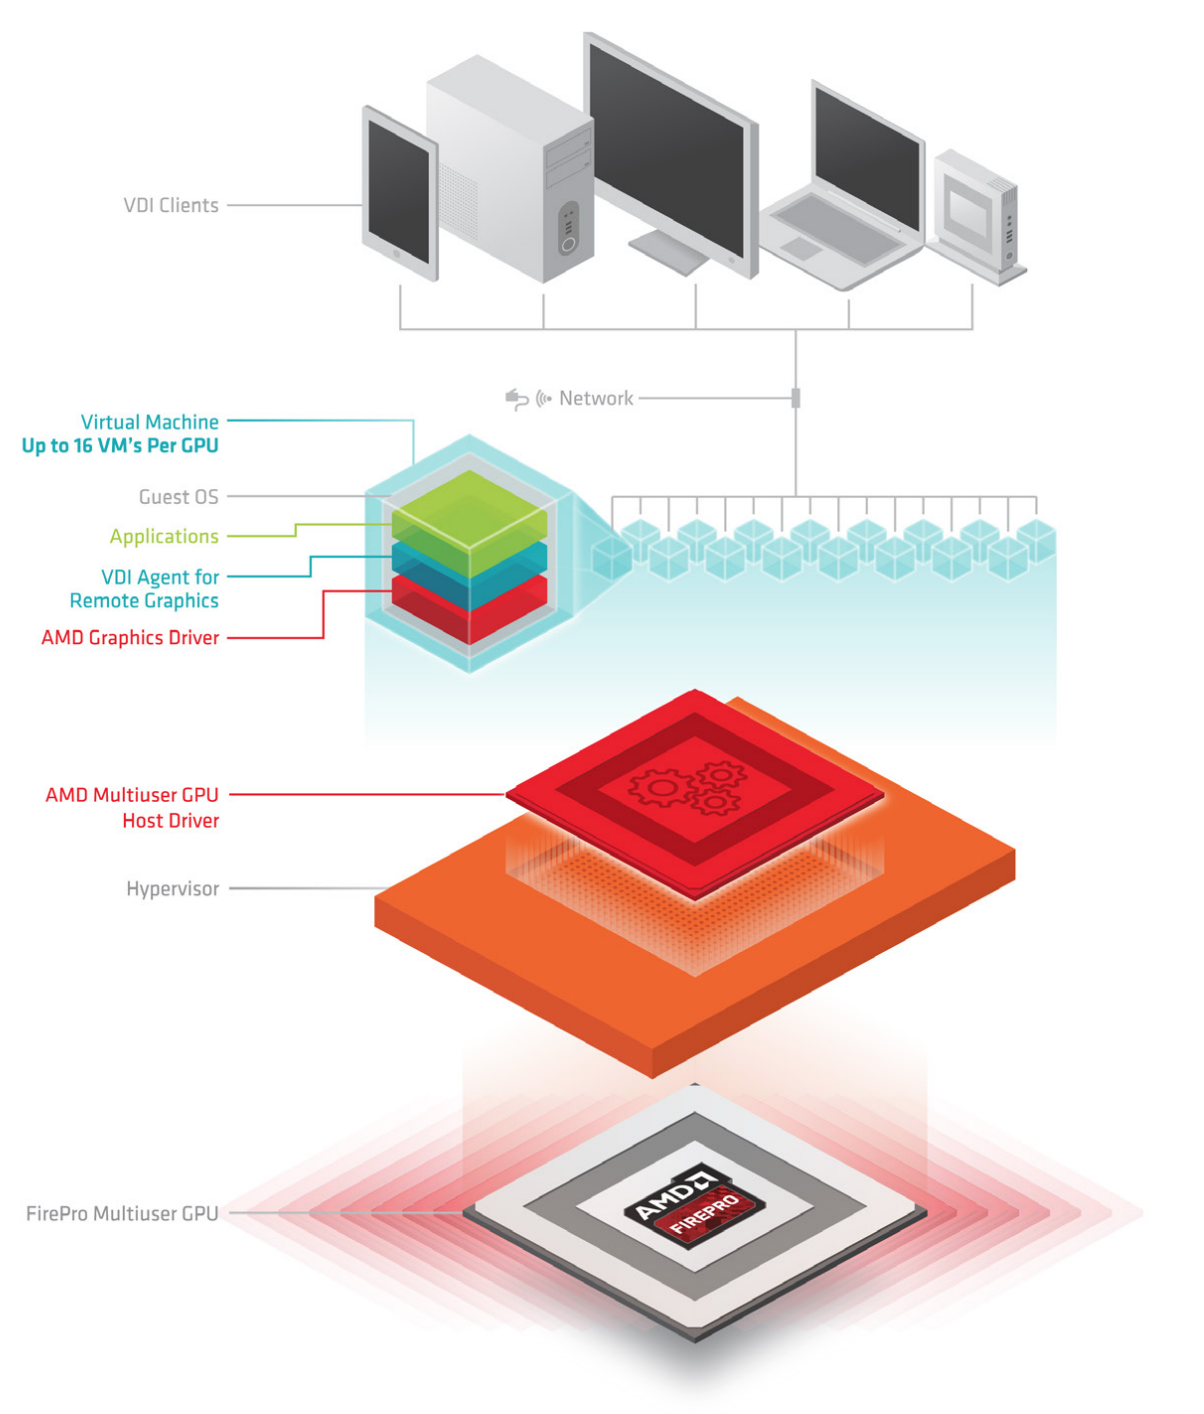 VDI Clients
Network
Virtual Machine
Up to 16 VM's Per GPU
Guest OS
Applications
VDI Agent for
Remote Graphics
AMD Graphics Driver
AMD Multiuser GPU
Host Driver
Hypervisor
FirePro Multiuser GPU
AMD
FIREPRO